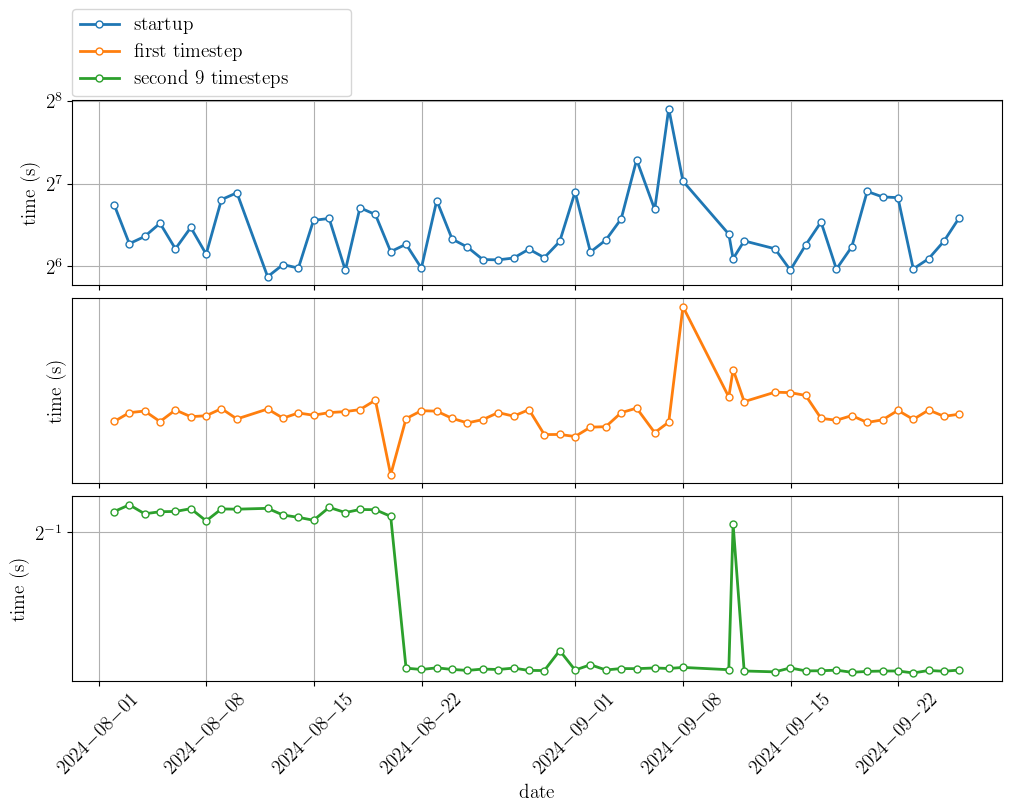 startup
first timestep
second 9 timesteps
2^8
2^7
2^6
time (s)
time (s)
2^−1
time (s)
2024−08−01
2024−08−08
2024−08−15
2024−08−22
2024−09−01
2024−09−08
2024−09−15
2024−09−22
date